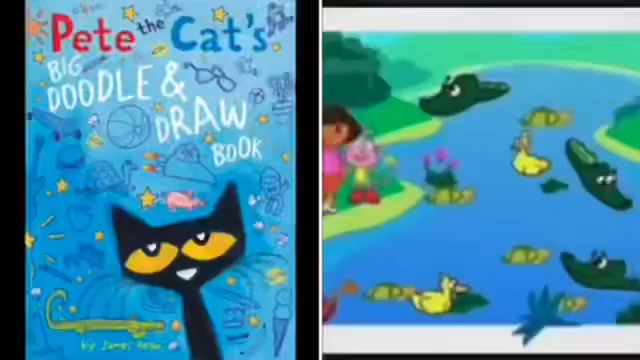 Pete the Cat's
BIG
DOODLE &
DRAW
BOOK
by James Dean